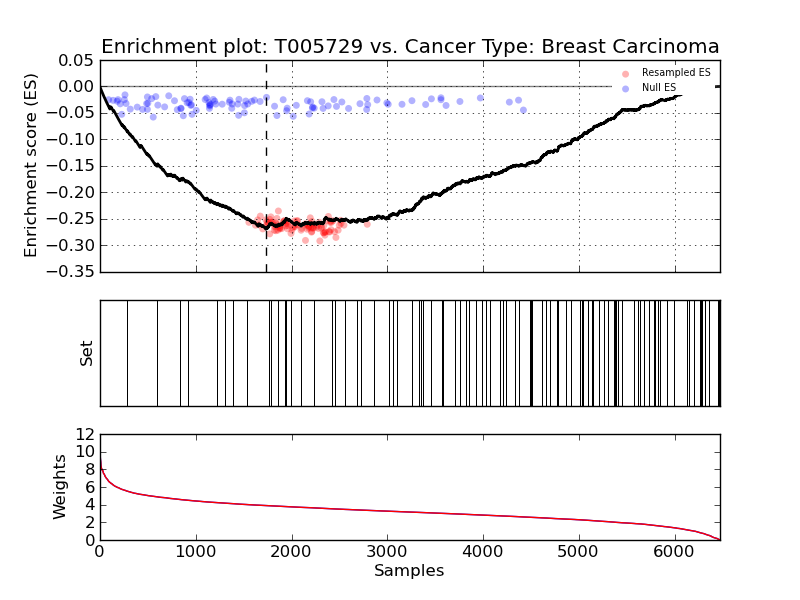 Enrichment plot: T005729 vs. Cancer Type: Breast Carcinoma
0.05
0.00
−0.05
−0.10
−0.15
−0.20
−0.25
−0.30
−0.35
Enrichment score (ES)
Resampled ES
Null ES
Set
12
10
8
6
4
2
0
Weights
0 1000 2000 3000 4000 5000 6000
Samples